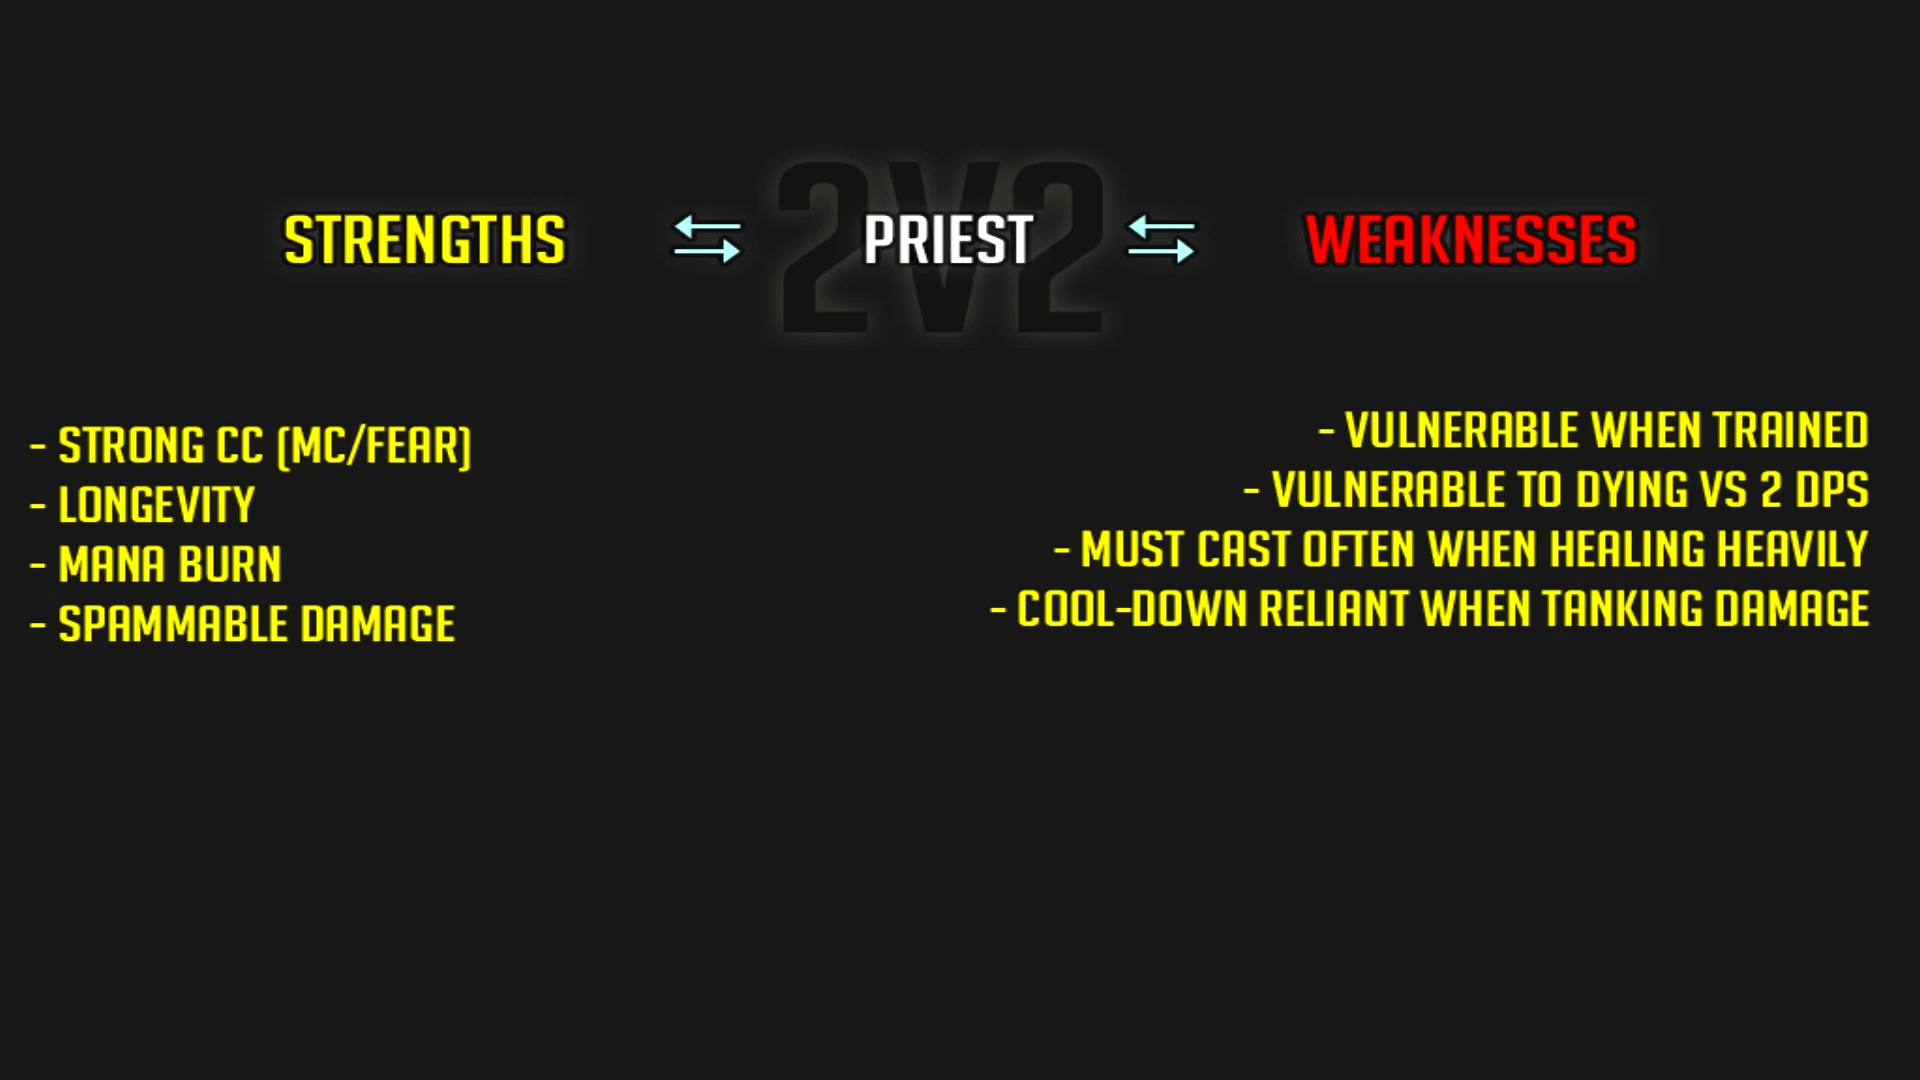 2V2
STRENGTHS
PRIEST
WEAKNESSES
- STRONG CC (MC/FEAR)
- LONGEVITY
- MANA BURN
- SPAMMABLE DAMAGE
- VULNERABLE WHEN TRAINED
- VULNERABLE TO DYING VS 2 DPS
- MUST CAST OFTEN WHEN HEALING HEAVILY
- COOL-DOWN RELIANT WHEN TANKING DAMAGE